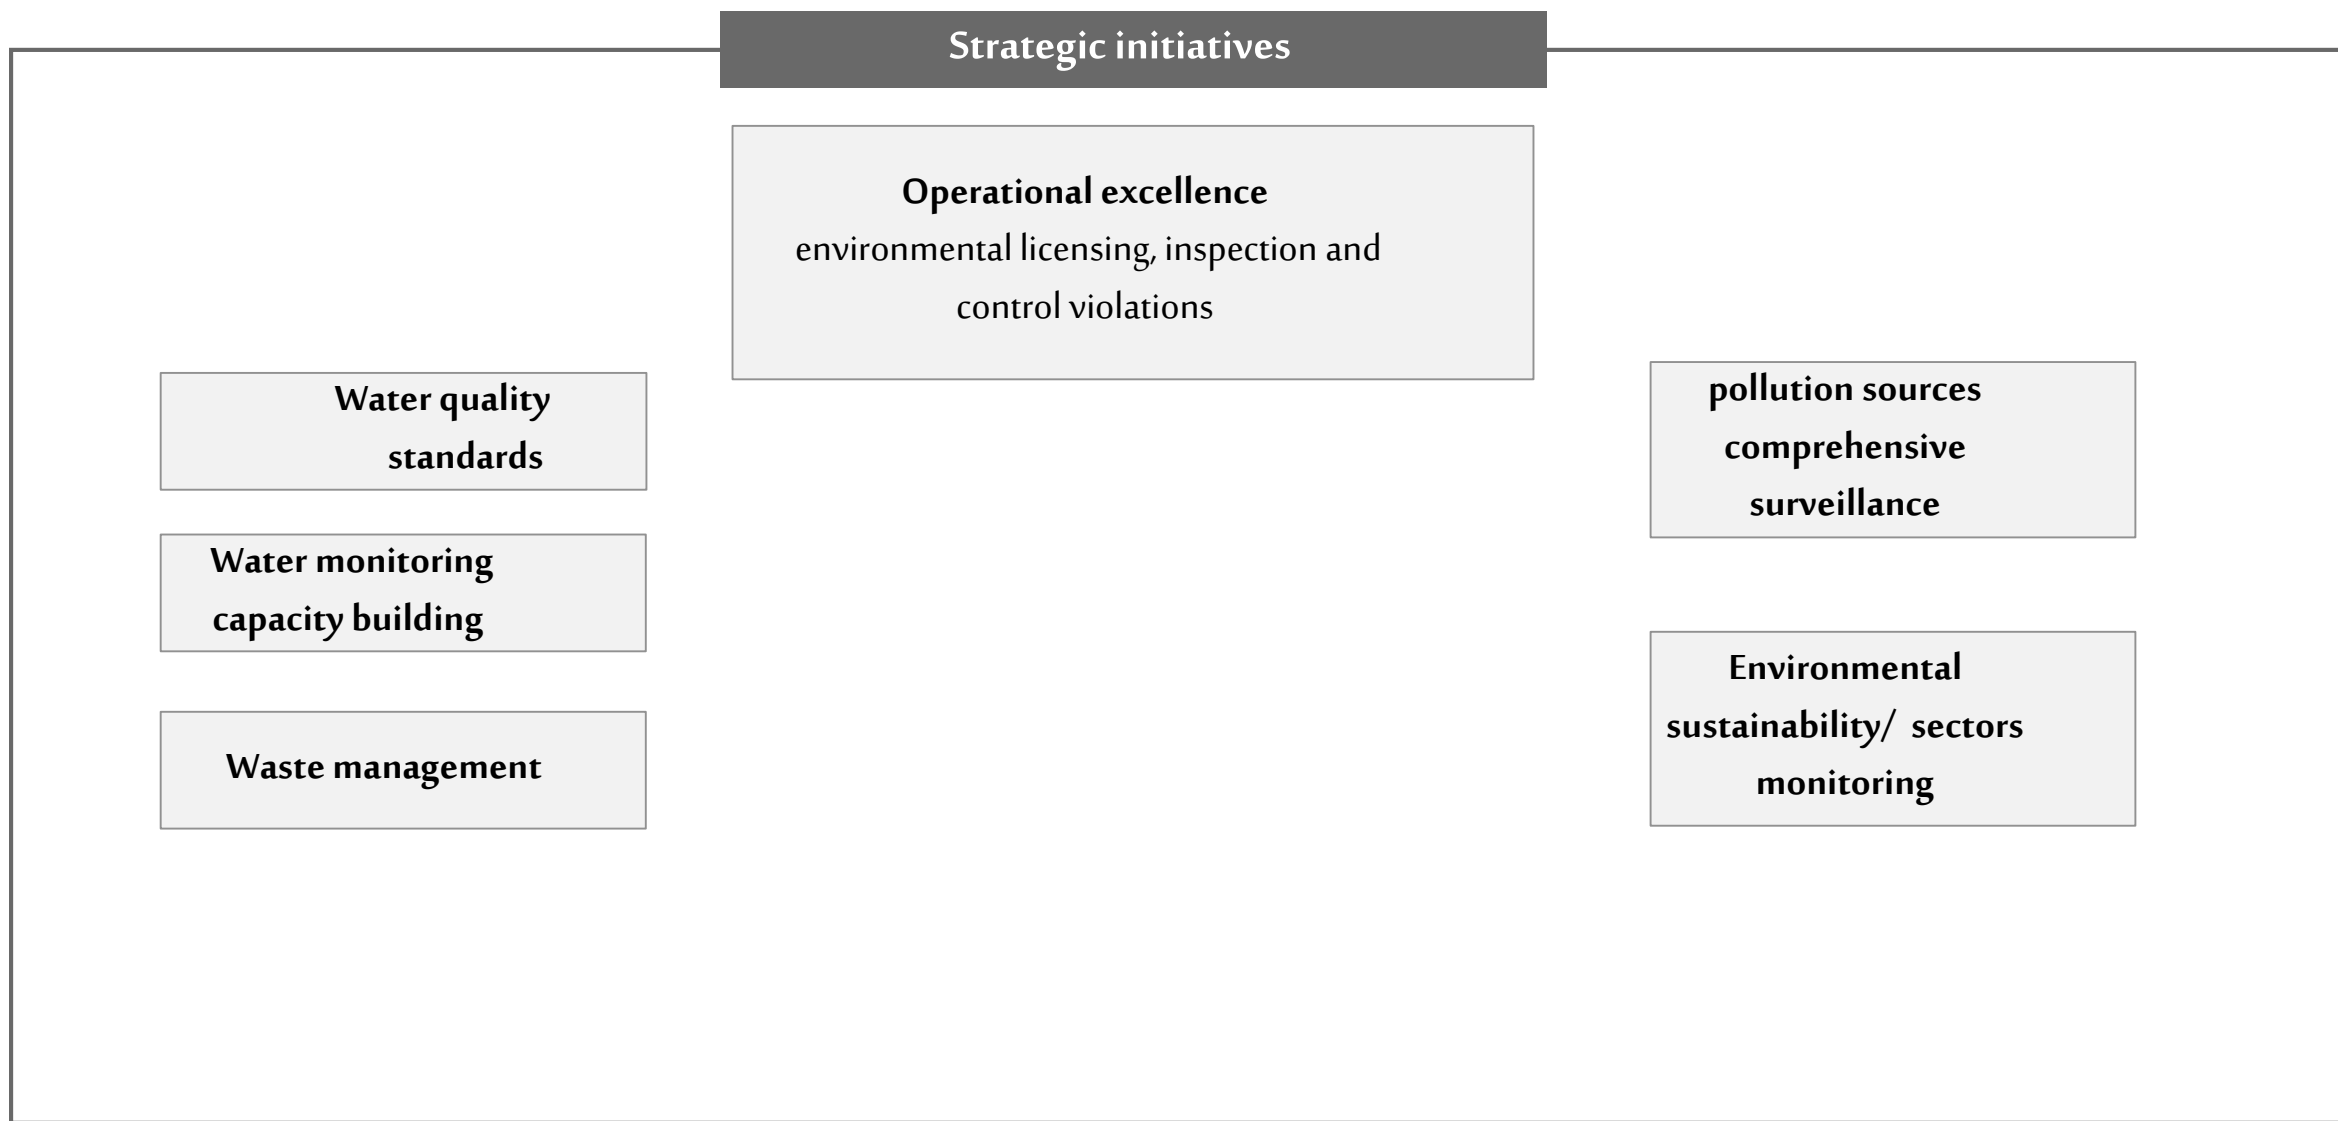 Strategic initiatives
Operational excellence
environmental licensing, inspection and
control violations
Water quality
standards
Water monitoring
capacity building
Waste management
pollution sources
comprehensive
surveillance
Environmental
sustainability/ sectors
monitoring